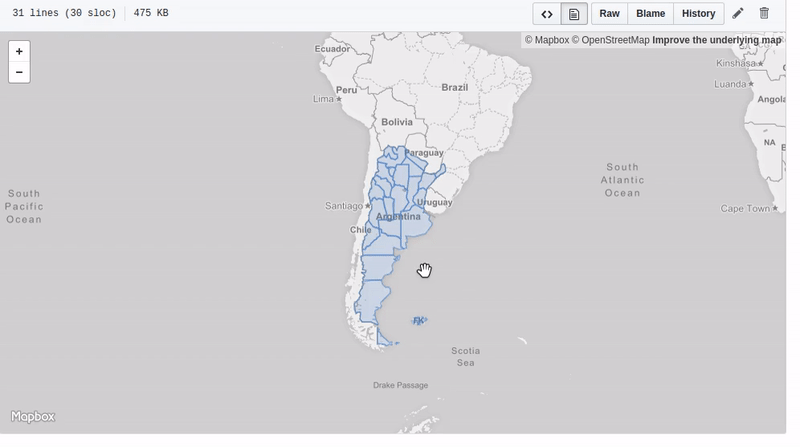 31 lines (30 sloc) 475 KB
Raw Blame History
© Mapbox © OpenStreetMap Improve the underlying map
+
−
Ecuador
Kinshasa
Peru
Brazil
Luanda
Lima
Angola
Bolivia
NA
Paraguay
South
Atlantic
Ocean
South
Pacific
Ocean
Santiago
Uruguay
Cape Town
Argentina
Chile
FK
Scotia
Sea
Drake Passage
Mapbox